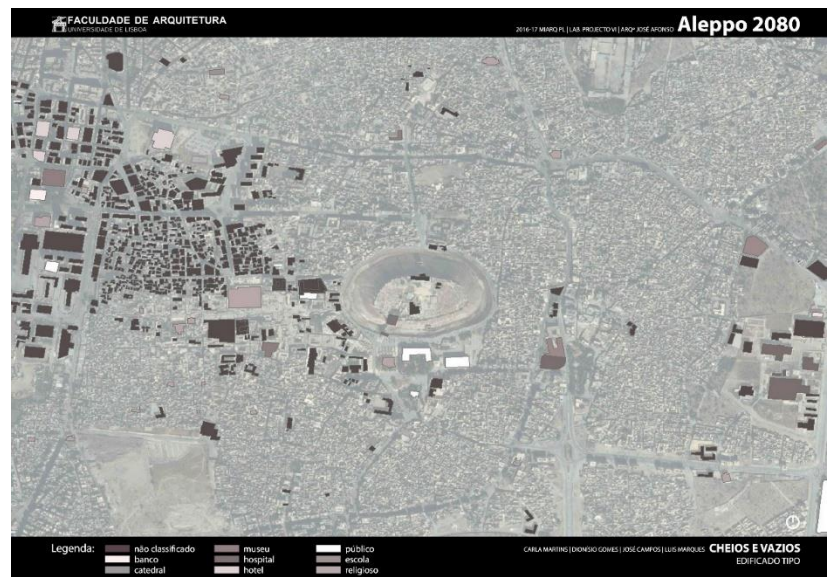 FACULDADE DE ARQUITETURA
UNIVERSIDADE DE LISBOA
2016-17 MIARQ PL | LAB. PROJECTO VI | ARQº JOSÉ AFONSO Aleppo 2080
Legenda:
não classificado
banco
catedral
museu
hospital
hotel
público
escola
religioso
CARLA MARTINS | DIONÍSIO GOMES | JOSÉ CAMPOS | LUIS MARQUES CHEIOS E VAZIOS
EDIFICADO TIPO